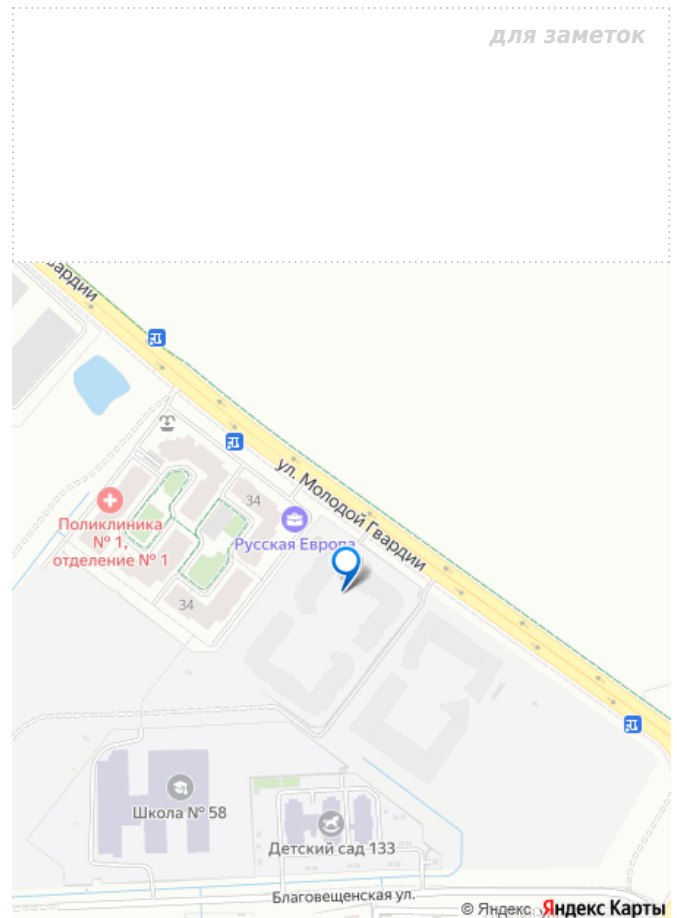 для заметок
вардии
ул. Молодой Гвардии
34
Поликлиника
№ 1,
отделение № 1
Русская Европа
34
Школа № 58
Детский сад 133
Благовещенская ул.
© Яндекс Яндекс Карты